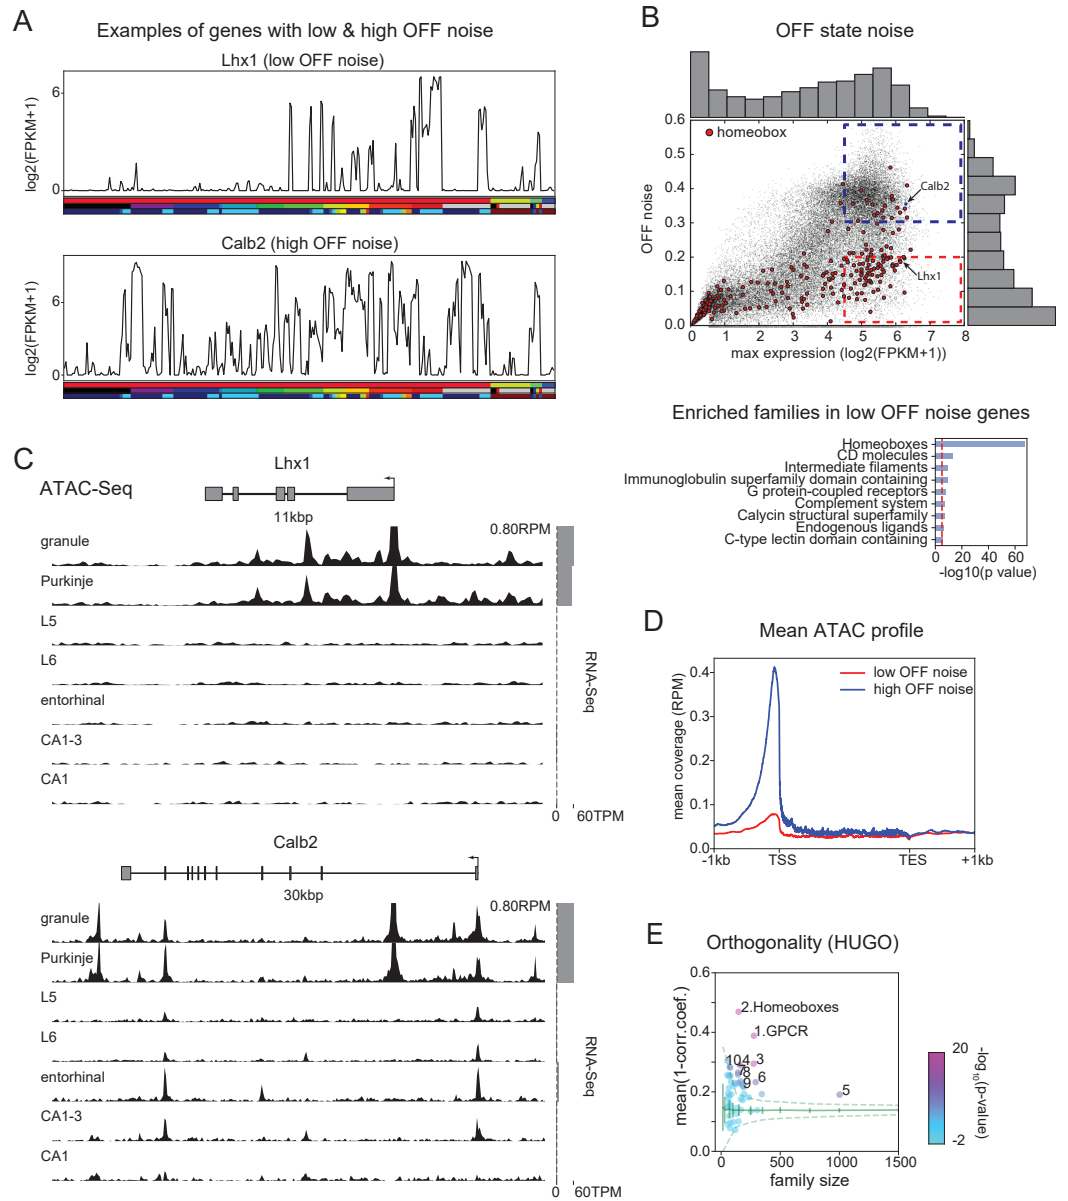 A
Examples of genes with low & high OFF noise
Lhx1 (low OFF noise)
log2(FPKM+1)
6
0
Calb2 (high OFF noise)
log2(FPKM+1)
6
0
B
OFF state noise
homeobox
Calb2
Lhx1
OFF noise
0.6
0.5
0.4
0.3
0.2
0.1
0.0
0 1 2 3 4 5 6 7 8
max expression (log2(FPKM+1))
Enriched families in low OFF noise genes
Homeoboxes
CD molecules
Intermediate filaments
Immunoglobulin superfamily domain containing
G protein-coupled receptors
Complement system
Calycin structural superfamily
Endogenous ligands
C-type lectin domain containing
0 20 40 60
-log10(p value)
C
Lhx1
ATAC-Seq
11kbp
0.80RPM
granule
Purkinje
L5
L6
entorhinal
CA1-3
CA1
RNA-Seq
0 60TPM
Calb2
30kbp
0.80RPM
granule
Purkinje
L5
L6
entorhinal
CA1-3
CA1
RNA-Seq
0 60TPM
D
Mean ATAC profile
low OFF noise
high OFF noise
mean coverage (RPM)
0.4
0.3
0.2
0.1
0.0
-1kb TSS TES +1kb
E
Orthogonality (HUGO)
mean(1-corr.coef.)
0.6
0.4
0.2
0.0
2.Homeoboxes
1.GPCR
10 4 3
7
8
9 6
5
0 500 1000 1500
family size
20
-2
-log10(p-value)